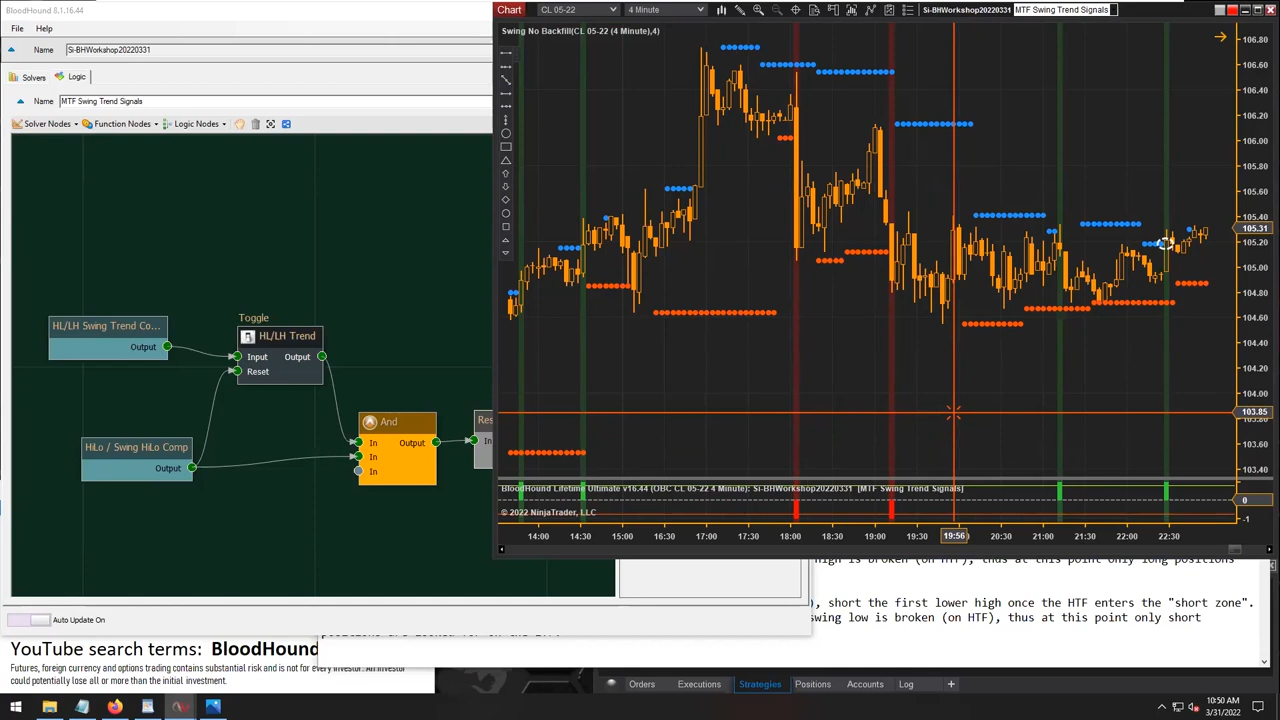 BloodHound 8.1.16.44
File Help
Name Si-BHWorkshop20220331
Solvers Logic
Name MTF Swing Trend Signals
Solver Nodes Function Nodes Logic Nodes
HL/LH Swing Trend Co...
Output
Toggle
HL/LH Trend
Input Output
Reset
HiLo / Swing HiLo Comp
Output
And
In Output
In
In
Res
In
Chart CL 05-22 4 Minute Si-BHWorkshop20220331 MTF Swing Trend Signals
Swing No Backfill(CL 05-22 (4 Minute),4)
106.80
106.60
106.40
106.20
106.00
105.80
105.60
105.40
105.31
105.20
105.00
104.80
104.60
104.40
104.20
104.00
103.85
103.80
103.60
103.40
BloodHound Lifetime Ultimate v16.44 (OBC CL 05-22 4 Minute): Si-BHWorkshop20220331 [MTF Swing Trend Signals]
0
© 2022 NinjaTrader, LLC
-1
14:00 14:30 15:00 15:30 16:00 16:30 17:00 17:30 18:00 18:30 19:00 19:30 19:56 20:30 21:00 21:30 22:00 22:30
high is broken (on HTF), thus at this point only long positions
), short the first lower high once the HTF enters the "short zone".
swing low is broken (on HTF), thus at this point only short
Auto Update On
YouTube search terms: BloodHound
Futures, foreign currency and options trading contains substantial risk and is not for every investor. An investor
could potentially lose all or more than the initial investment.
Orders Executions Strategies Positions Accounts Log +
10:50 AM
3/31/2022